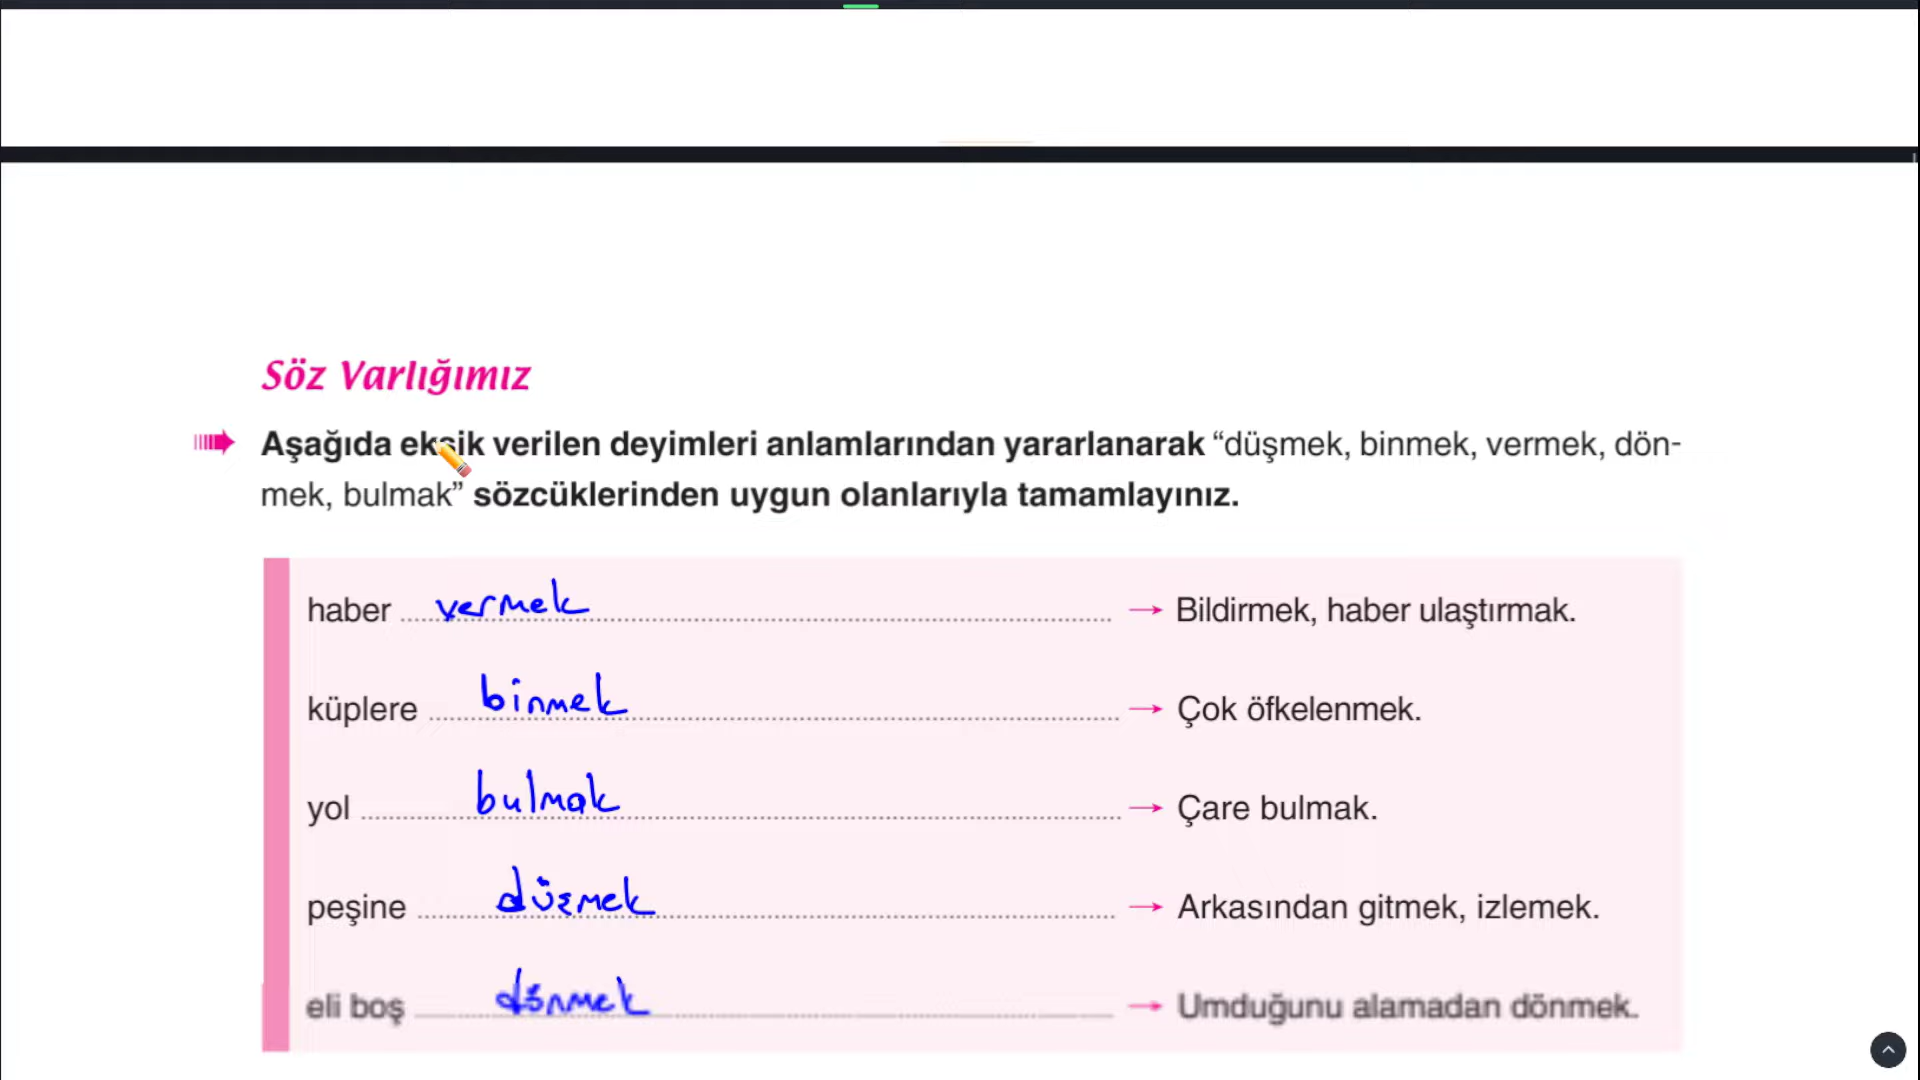 Söz Varlığımız
Aşağıda eksik verilen deyimleri anlamlarından yararlanarak “düşmek, binmek, vermek, dön-
mek, bulmak” sözcüklerinden uygun olanlarıyla tamamlayınız.
haber vermek → Bildirmek, haber ulaştırmak.
küplere binmek → Çok öfkelenmek.
yol bulmak → Çare bulmak.
peşine düşmek → Arkasından gitmek, izlemek.
eli boş dönmek → Umduğunu alamadan dönmek.